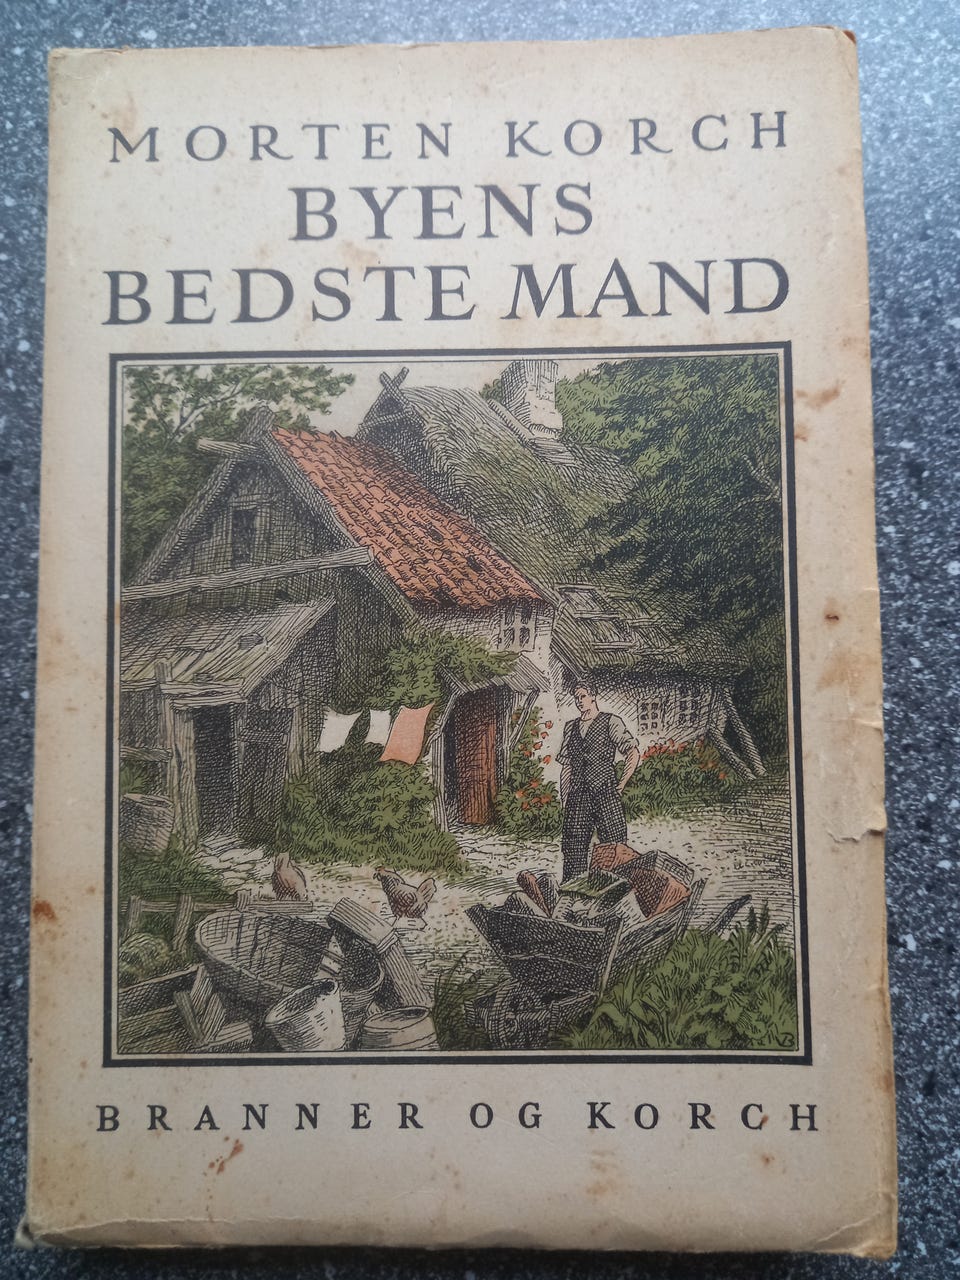 MORTEN KORCH
BYENS
BEDSTE MAND
BRANNER OG KORCH